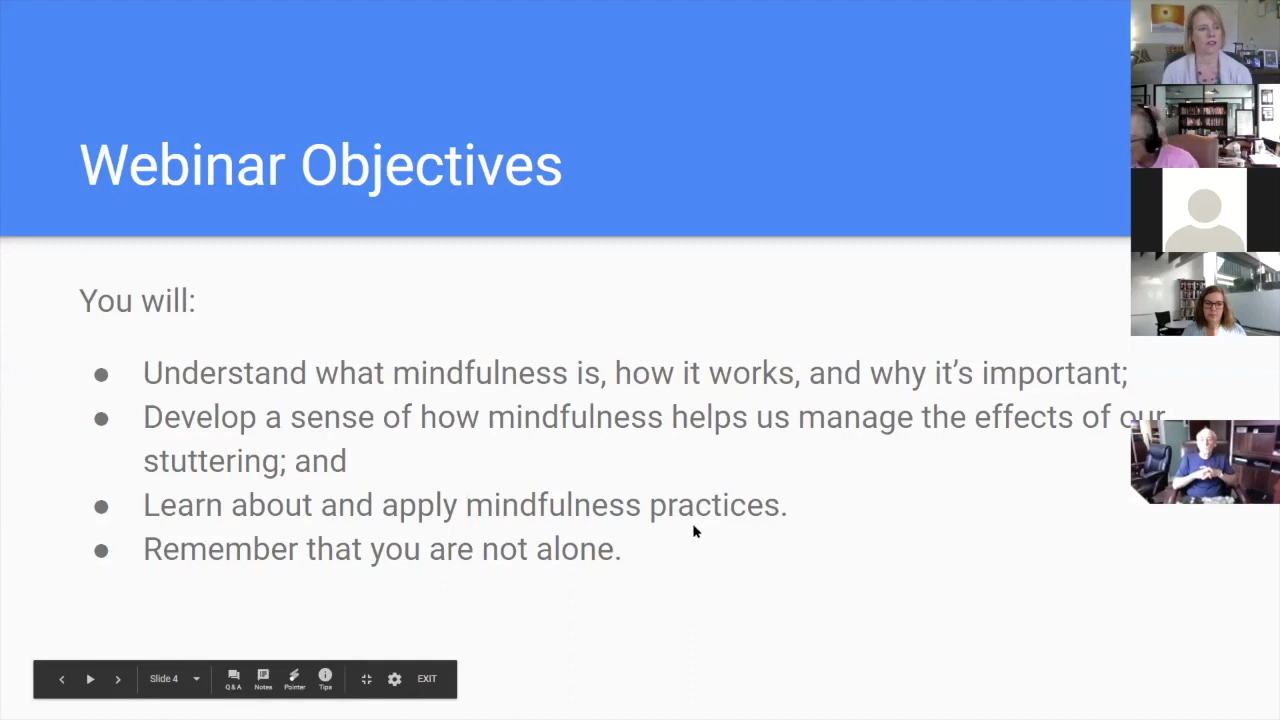 Webinar Objectives
You will:
● Understand what mindfulness is, how it works, and why it’s important;
● Develop a sense of how mindfulness helps us manage the effects of our
stuttering; and
● Learn about and apply mindfulness practices.
● Remember that you are not alone.
Slide 4
Q & A
Notes
Pointer
Tips
EXIT